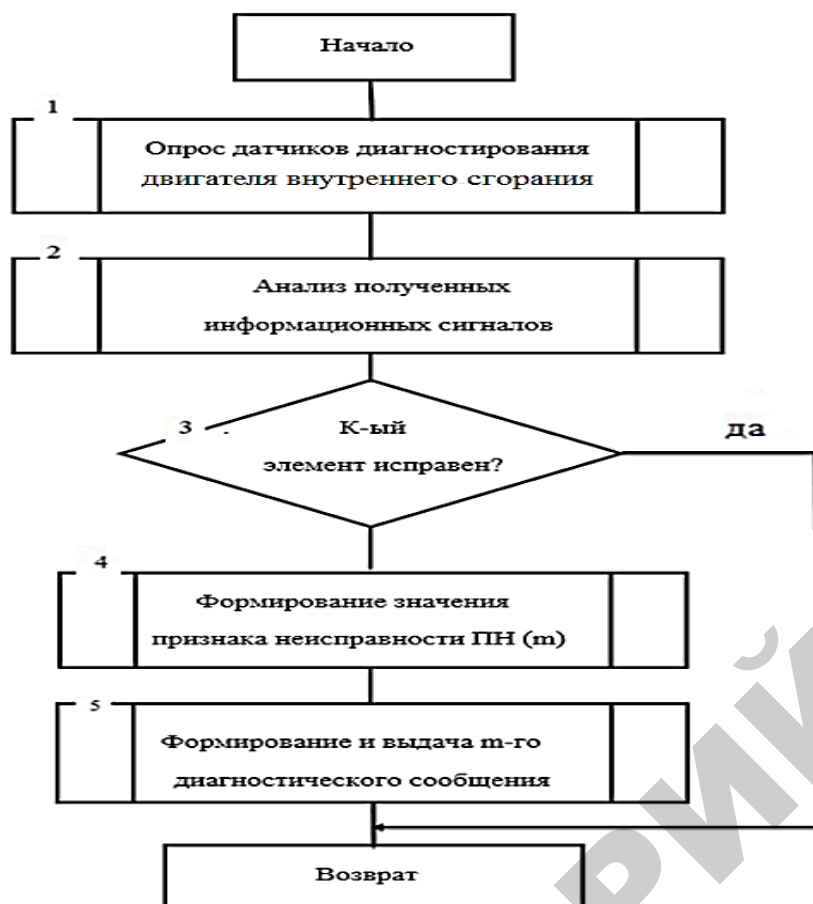 Начало
1
Опрос датчиков диагностирования
двигателя внутреннего сгорания
2
Анализ полученных
информационных сигналов
3
К-ый
элемент исправен?
да
4
Формирование значения
признака неисправности ПН (m)
5
Формирование и выдача m-го
диагностического сообщения
Возврат
РИЙ